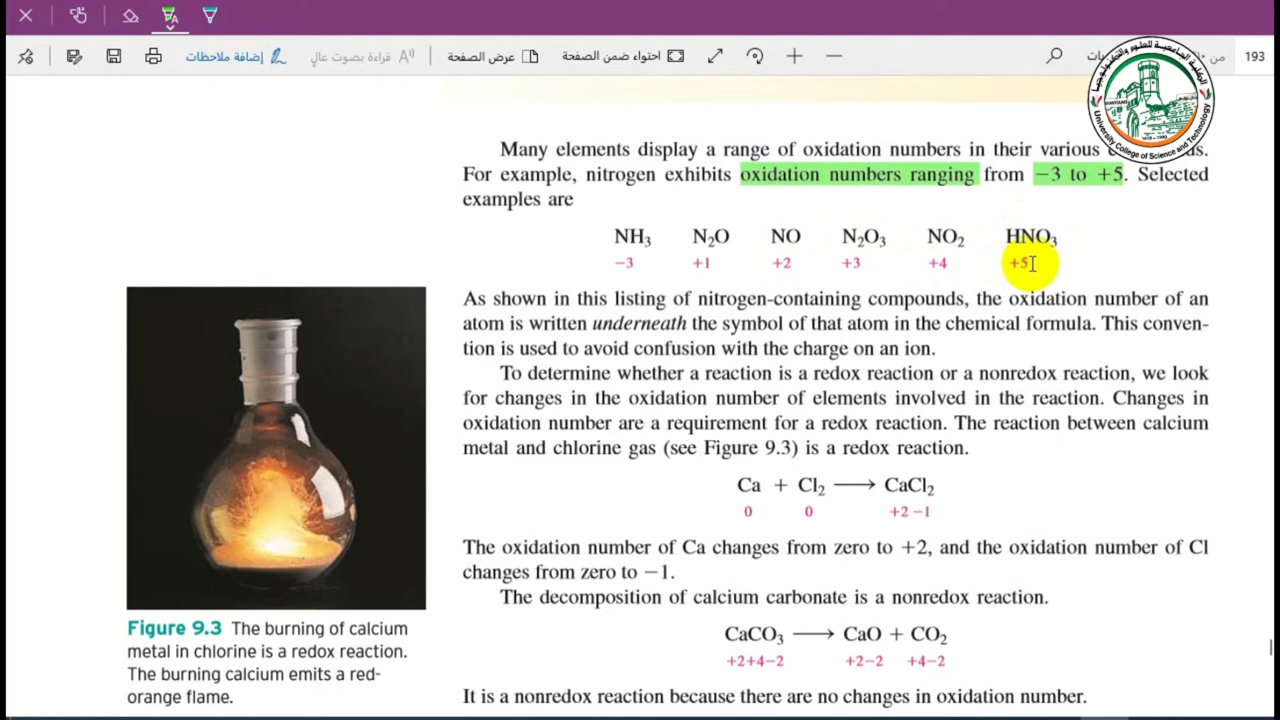 إضافة ملاحظات
قراءة بصوت عالٍ
عرض الصفحة
احتواء ضمن الصفحة
من
193
University College of Science and Technology
Many elements display a range of oxidation numbers in their various
For example, nitrogen exhibits oxidation numbers ranging from −3 to +5. Selected
examples are
NH₃ N₂O NO N₂O₃ NO₂ HNO₃
−3 +1 +2 +3 +4 +5
As shown in this listing of nitrogen-containing compounds, the oxidation number of an
atom is written underneath the symbol of that atom in the chemical formula. This conven-
tion is used to avoid confusion with the charge on an ion.
To determine whether a reaction is a redox reaction or a nonredox reaction, we look
for changes in the oxidation number of elements involved in the reaction. Changes in
oxidation number are a requirement for a redox reaction. The reaction between calcium
metal and chlorine gas (see Figure 9.3) is a redox reaction.
Ca + Cl₂ ⟶ CaCl₂
0 0 +2 −1
The oxidation number of Ca changes from zero to +2, and the oxidation number of Cl
changes from zero to −1.
The decomposition of calcium carbonate is a nonredox reaction.
CaCO₃ ⟶ CaO + CO₂
+2+4−2 +2−2 +4−2
It is a nonredox reaction because there are no changes in oxidation number.
Figure 9.3 The burning of calcium
metal in chlorine is a redox reaction.
The burning calcium emits a red-
orange flame.